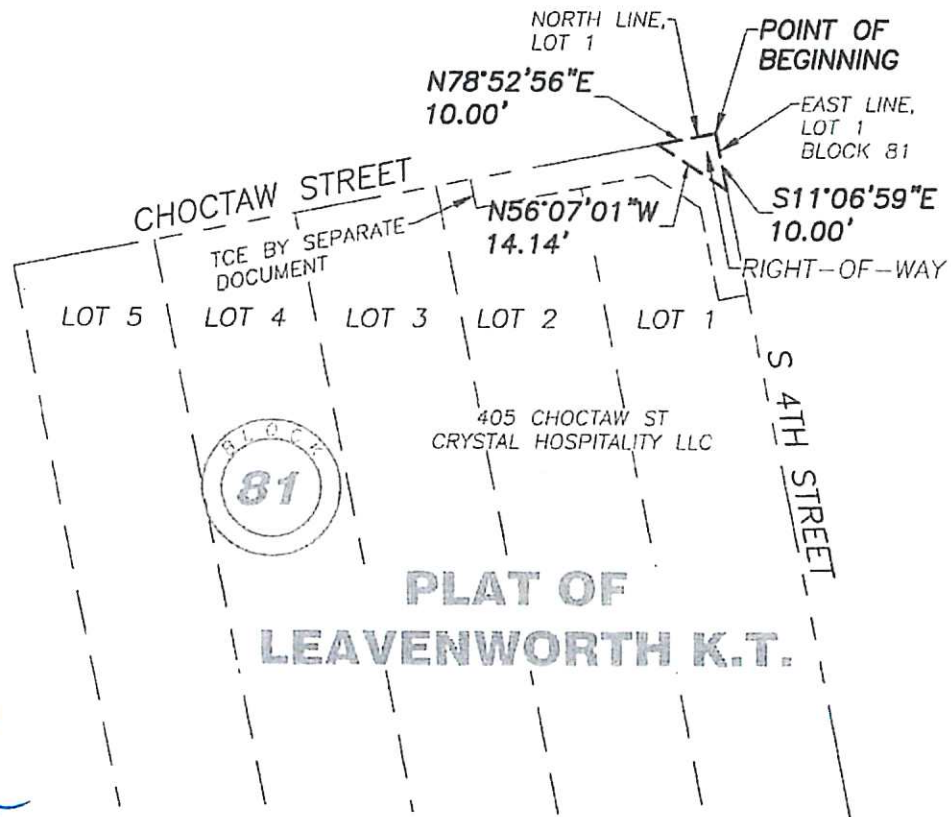 NORTH LINE,
LOT 1
POINT OF
BEGINNING
N78°52'56"E
10.00'
EAST LINE,
LOT 1
BLOCK 81
CHOCTAW STREET
S11°06'59"E
10.00'
N56°07'01"W
14.14'
TCE BY SEPARATE
DOCUMENT
RIGHT-OF-WAY
LOT 5
LOT 4
LOT 3
LOT 2
LOT 1
S 4TH STREET
405 CHOCTAW ST
CRYSTAL HOSPITALITY LLC
BLOCK
81
PLAT OF
LEAVENWORTH K.T.